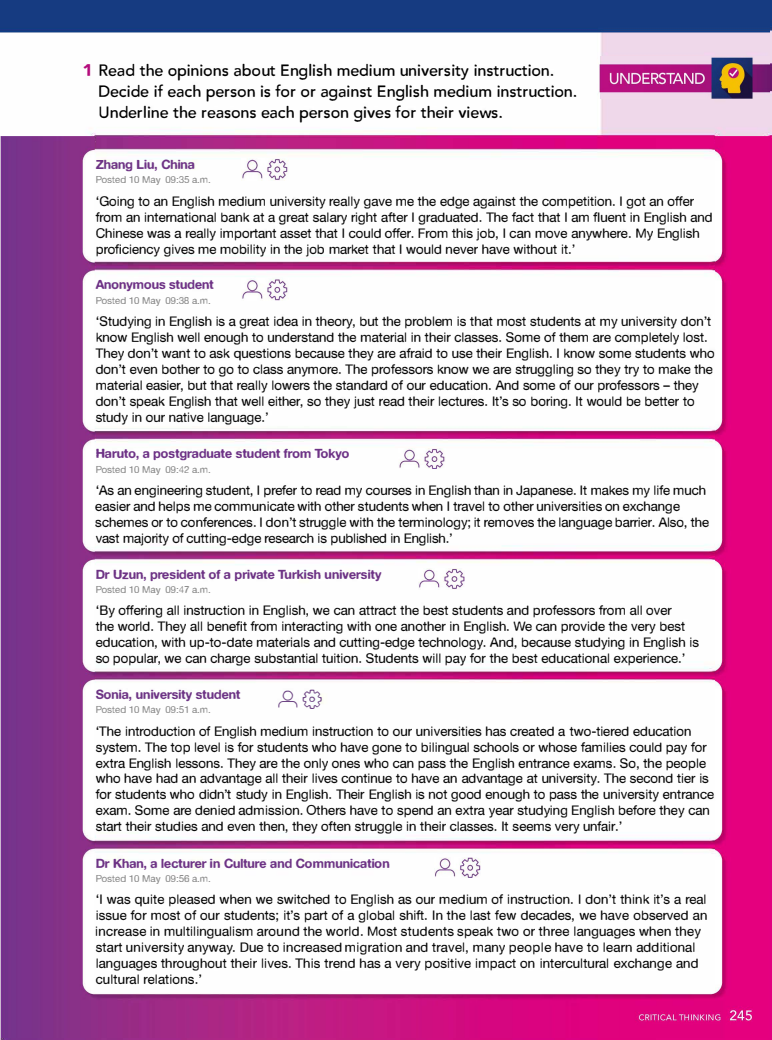 1 Read the opinions about English medium university instruction.
Decide if each person is for or against English medium instruction.
Underline the reasons each person gives for their views.
UNDERSTAND
Zhang Liu, China
Posted 10 May 09:35 a.m.
‘Going to an English medium university really gave me the edge against the competition. I got an offer
from an international bank at a great salary right after I graduated. The fact that I am fluent in English and
Chinese was a really important asset that I could offer. From this job, I can move anywhere. My English
proficiency gives me mobility in the job market that I would never have without it.’
Anonymous student
Posted 10 May 09:38 a.m.
‘Studying in English is a great idea in theory, but the problem is that most students at my university don’t
know English well enough to understand the material in their classes. Some of them are completely lost.
They don’t want to ask questions because they are afraid to use their English. I know some students who
don’t even bother to go to class anymore. The professors know we are struggling so they try to make the
material easier, but that really lowers the standard of our education. And some of our professors – they
don’t speak English that well either, so they just read their lectures. It’s so boring. It would be better to
study in our native language.’
Haruto, a postgraduate student from Tokyo
Posted 10 May 09:42 a.m.
‘As an engineering student, I prefer to read my courses in English than in Japanese. It makes my life much
easier and helps me communicate with other students when I travel to other universities on exchange
schemes or to conferences. I don’t struggle with the terminology; it removes the language barrier. Also, the
vast majority of cutting-edge research is published in English.’
Dr Uzun, president of a private Turkish university
Posted 10 May 09:47 a.m.
‘By offering all instruction in English, we can attract the best students and professors from all over
the world. They all benefit from interacting with one another in English. We can provide the very best
education, with up-to-date materials and cutting-edge technology. And, because studying in English is
so popular, we can charge substantial tuition. Students will pay for the best educational experience.’
Sonia, university student
Posted 10 May 09:51 a.m.
‘The introduction of English medium instruction to our universities has created a two-tiered education
system. The top level is for students who have gone to bilingual schools or whose families could pay for
extra English lessons. They are the only ones who can pass the English entrance exams. So, the people
who have had an advantage all their lives continue to have an advantage at university. The second tier is
for students who didn’t study in English. Their English is not good enough to pass the university entrance
exam. Some are denied admission. Others have to spend an extra year studying English before they can
start their studies and even then, they often struggle in their classes. It seems very unfair.’
Dr Khan, a lecturer in Culture and Communication
Posted 10 May 09:56 a.m.
‘I was quite pleased when we switched to English as our medium of instruction. I don’t think it’s a real
issue for most of our students; it’s part of a global shift. In the last few decades, we have observed an
increase in multilingualism around the world. Most students speak two or three languages when they
start university anyway. Due to increased migration and travel, many people have to learn additional
languages throughout their lives. This trend has a very positive impact on intercultural exchange and
cultural relations.’
CRITICAL THINKING 245